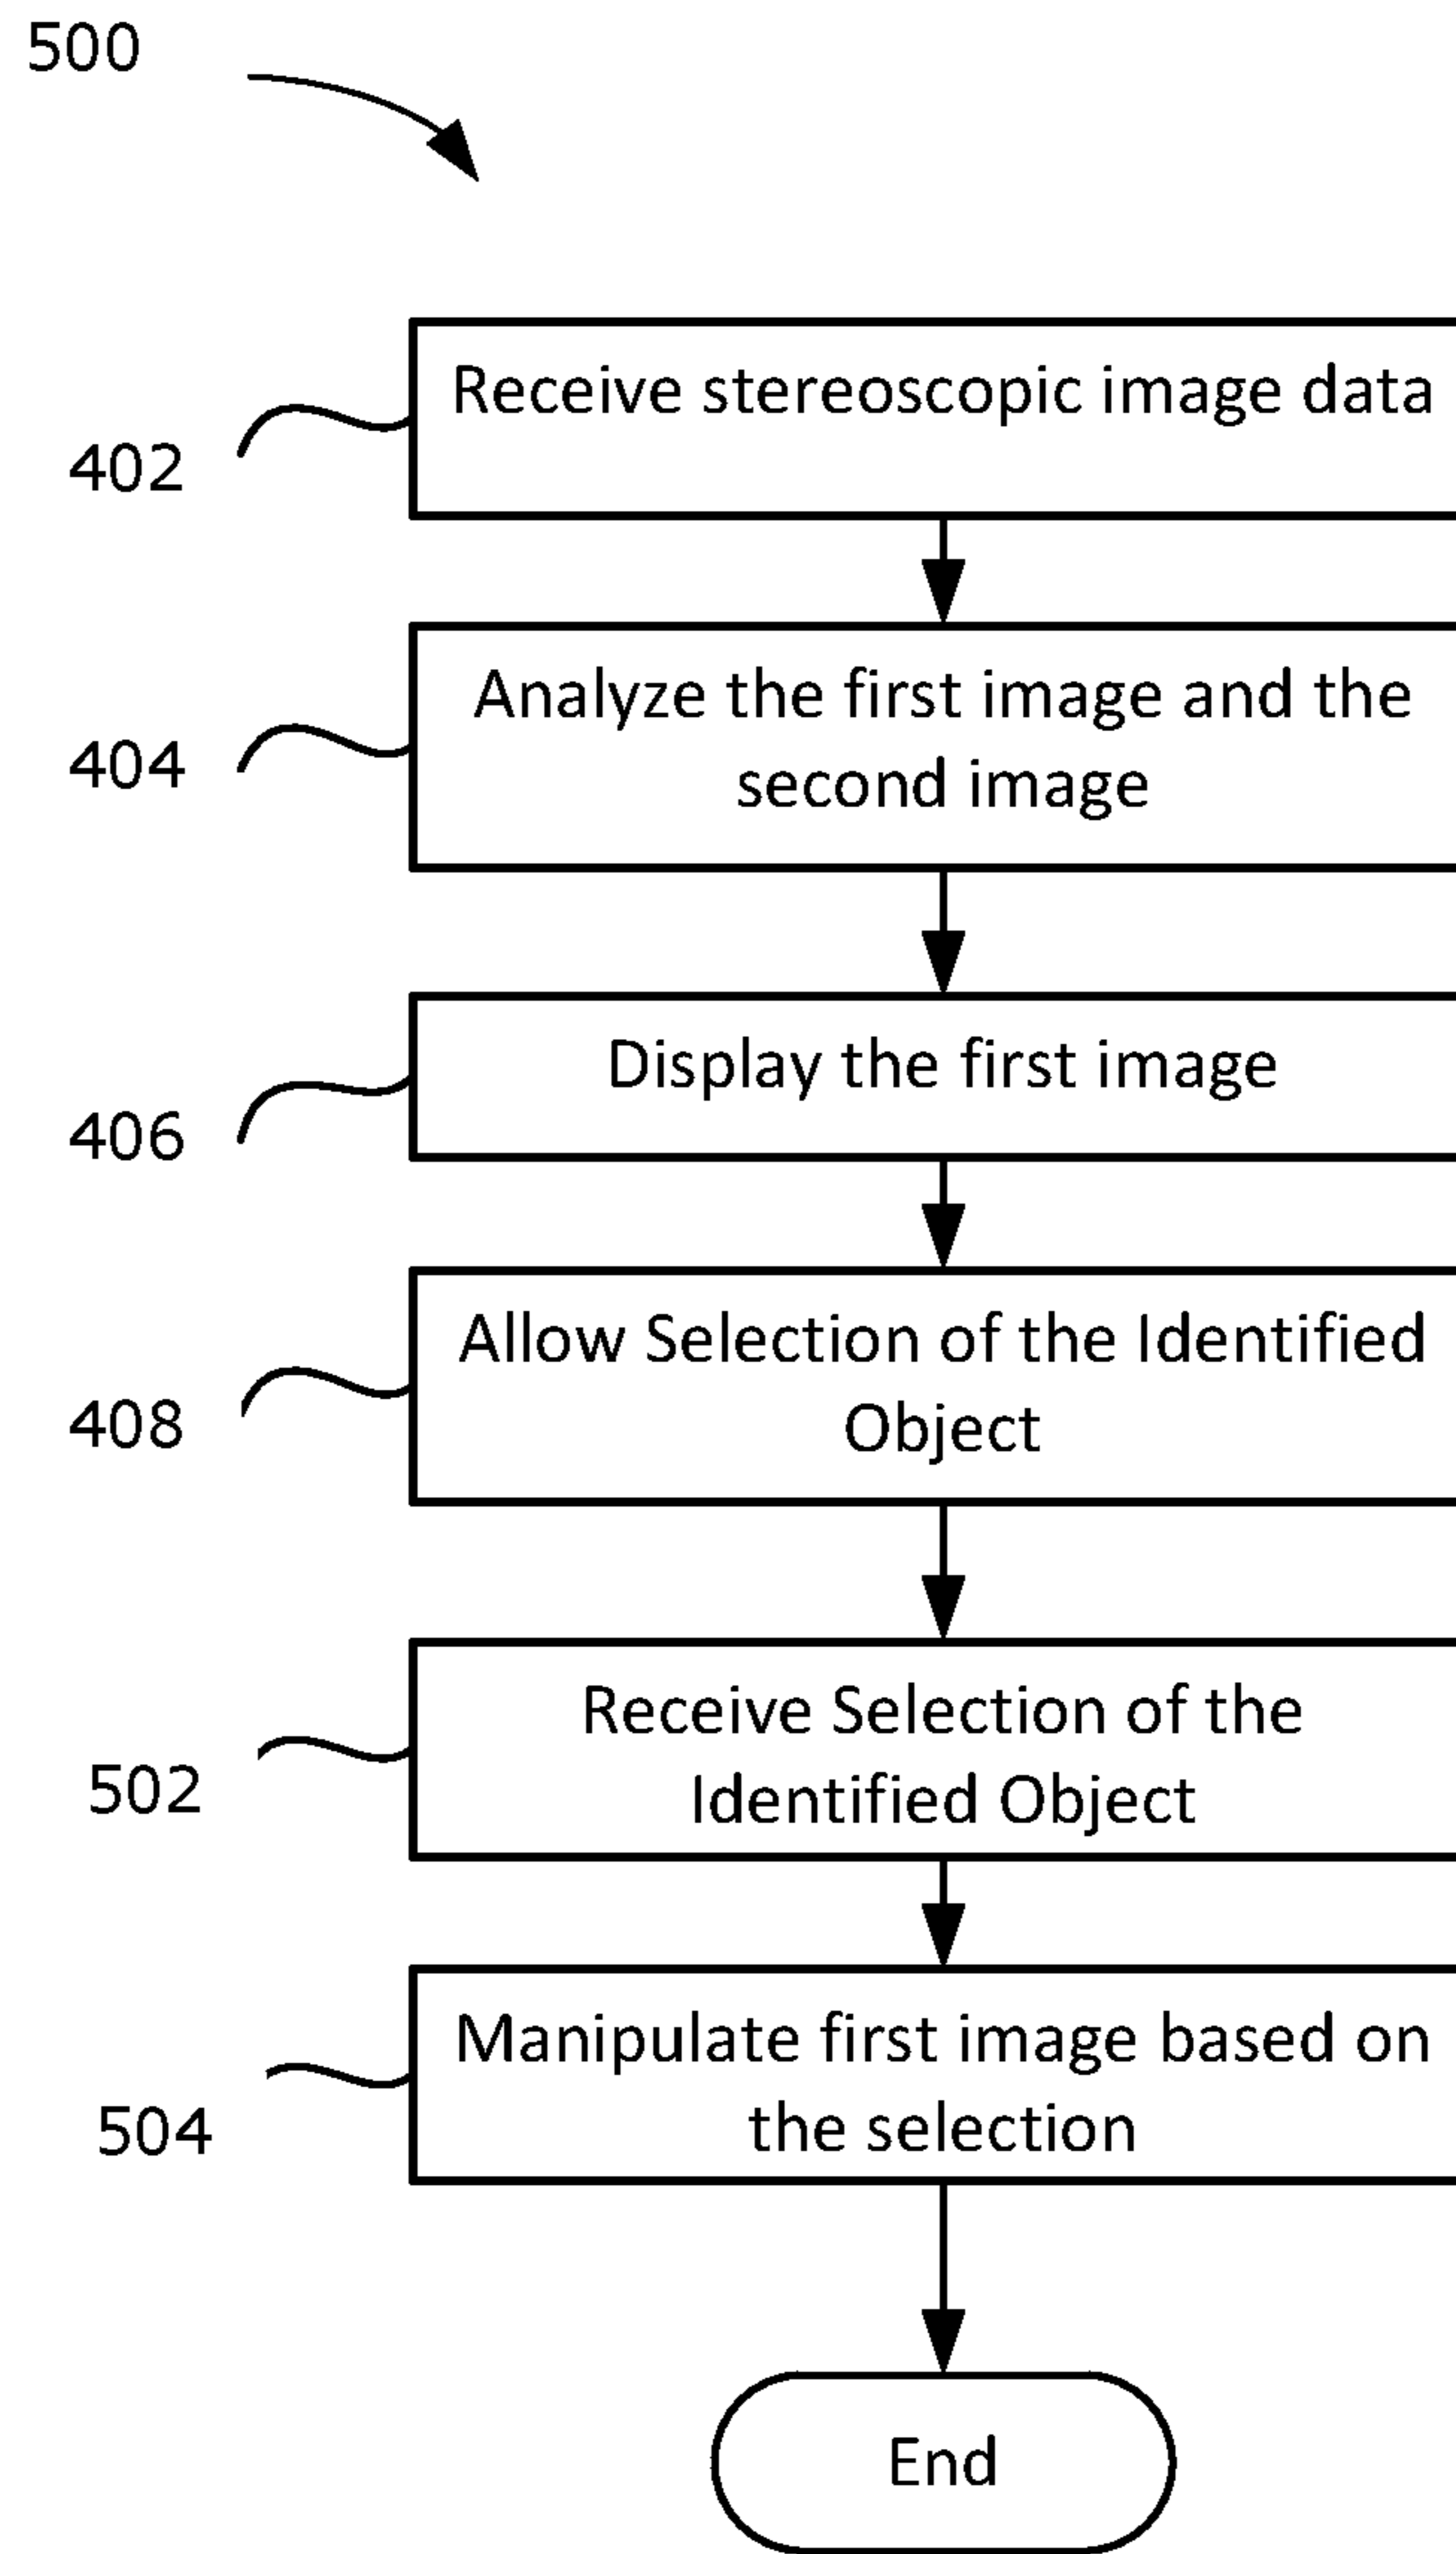 500
Receive stereoscopic image data
402
Analyze the first image and the
second image
404
Display the first image
406
Allow Selection of the Identified
Object
408
Receive Selection of the
Identified Object
502
Manipulate first image based on
the selection
504
End